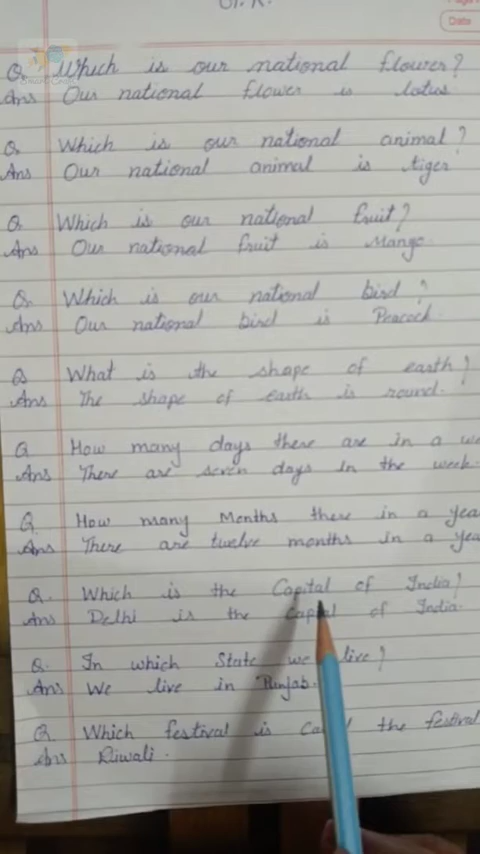 G.K.
Date
Q. Which is our national flower?
Ans Our national flower is lotus
Q. Which is our national animal?
Ans Our national animal is tiger
Q Which is our national fruit?
Ans Our national fruit is Mango.
Q. Which is our national bird?
Ans Our national bird is Peacock
Q What is the shape of earth?
Ans The shape of earth is round.
Q How many days there are in a we
Ans There are seven days in the week.
Q. How many Months there in a yea
Ans There are twelve months in a yea
Q. Which is the Capital of India?
Ans Delhi is the Capital of India.
Q. In which State we live?
Ans We live in Punjab.
Q. Which festival is the festival
Ans Diwali.